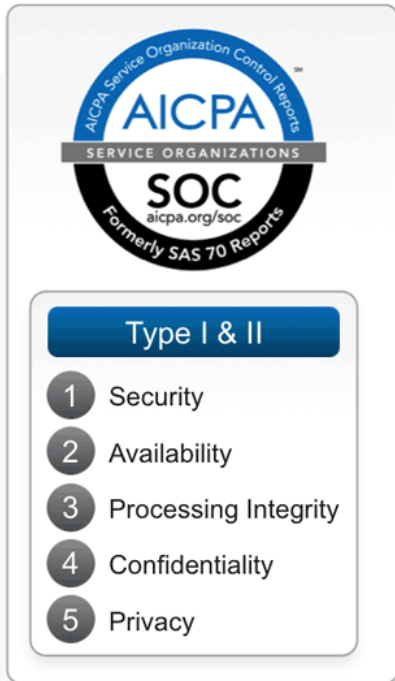 AICPA Service Organization Control Reports
SM
AICPA
SERVICE ORGANIZATIONS
SOC
aicpa.org/soc
Formerly SAS 70 Reports
Type I & II
1 Security
2 Availability
3 Processing Integrity
4 Confidentiality
5 Privacy